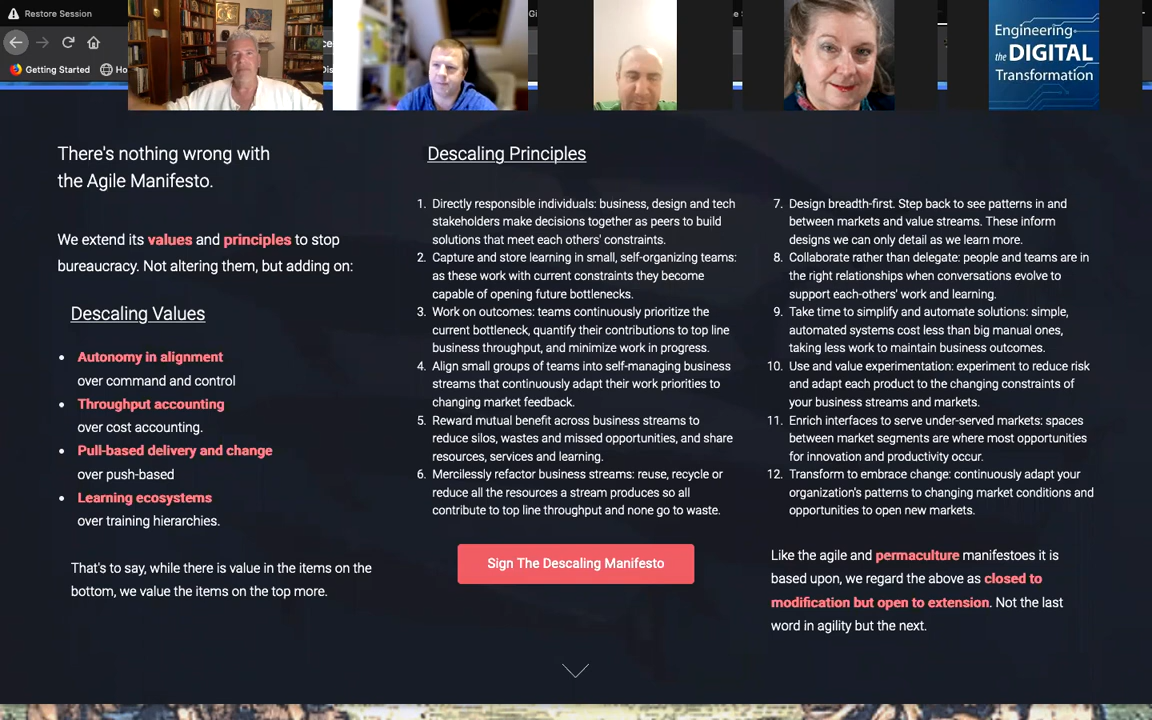 Restore Session
Getting Started
Ho
Engineering
the DIGITAL
Transformation
There's nothing wrong with
the Agile Manifesto.
We extend its values and principles to stop
bureaucracy. Not altering them, but adding on:
Descaling Values
• Autonomy in alignment
over command and control
• Throughput accounting
over cost accounting.
• Pull-based delivery and change
over push-based
• Learning ecosystems
over training hierarchies.
That's to say, while there is value in the items on the
bottom, we value the items on the top more.
Descaling Principles
1. Directly responsible individuals: business, design and tech
stakeholders make decisions together as peers to build
solutions that meet each others' constraints.
2. Capture and store learning in small, self-organizing teams:
as these work with current constraints they become
capable of opening future bottlenecks.
3. Work on outcomes: teams continuously prioritize the
current bottleneck, quantify their contributions to top line
business throughput, and minimize work in progress.
4. Align small groups of teams into self-managing business
streams that continuously adapt their work priorities to
changing market feedback.
5. Reward mutual benefit across business streams to
reduce silos, wastes and missed opportunities, and share
resources, services and learning.
6. Mercilessly refactor business streams: reuse, recycle or
reduce all the resources a stream produces so all
contribute to top line throughput and none go to waste.
Sign The Descaling Manifesto
7. Design breadth-first. Step back to see patterns in and
between markets and value streams. These inform
designs we can only detail as we learn more.
8. Collaborate rather than delegate: people and teams are in
the right relationships when conversations evolve to
support each-others' work and learning.
9. Take time to simplify and automate solutions: simple,
automated systems cost less than big manual ones,
taking less work to maintain business outcomes.
10. Use and value experimentation: experiment to reduce risk
and adapt each product to the changing constraints of
your business streams and markets.
11. Enrich interfaces to serve under-served markets: spaces
between market segments are where most opportunities
for innovation and productivity occur.
12. Transform to embrace change: continuously adapt your
organization's patterns to changing market conditions and
opportunities to open new markets.
Like the agile and permaculture manifestoes it is
based upon, we regard the above as closed to
modification but open to extension. Not the last
word in agility but the next.